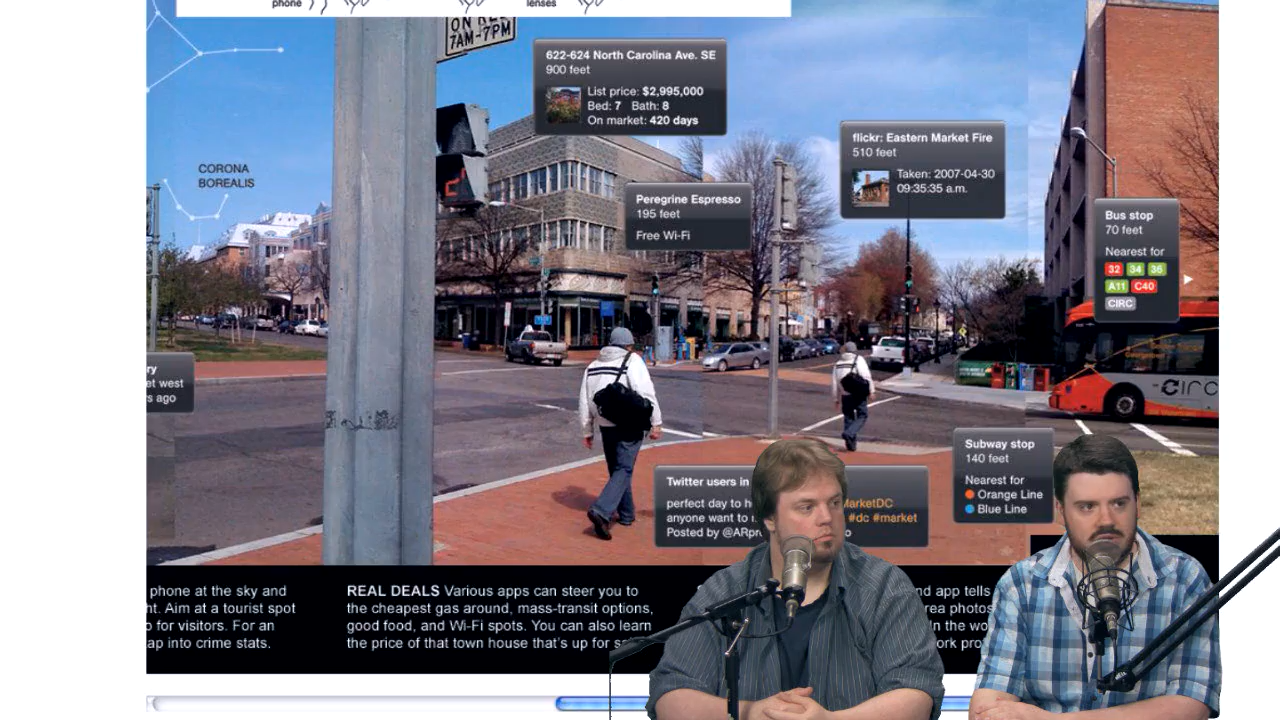 phone
lenses
ON RED
7AM-7PM
622-624 North Carolina Ave. SE
900 feet
List price: $2,995,000
Bed: 7 Bath: 8
On market: 420 days
flickr: Eastern Market Fire
510 feet
Taken: 2007-04-30
09:35:35 a.m.
CORONA
BOREALIS
Peregrine Espresso
195 feet
Free Wi-Fi
Bus stop
70 feet
Nearest for
32 34 36
A11 C40
CIRC
CIRC
ry
et west
s ago
Subway stop
140 feet
Nearest for
Orange Line
Blue Line
Twitter users in
perfect day to h MarketDC
anyone want to #dc #market
Posted by @ARpr o
phone at the sky and
ht. Aim at a tourist spot
o for visitors. For an
ap into crime stats.
REAL DEALS Various apps can steer you to
the cheapest gas around, mass-transit options,
good food, and Wi-Fi spots. You can also learn
the price of that town house that's up for s
nd app tells
rea photos
In the wo
ork pro